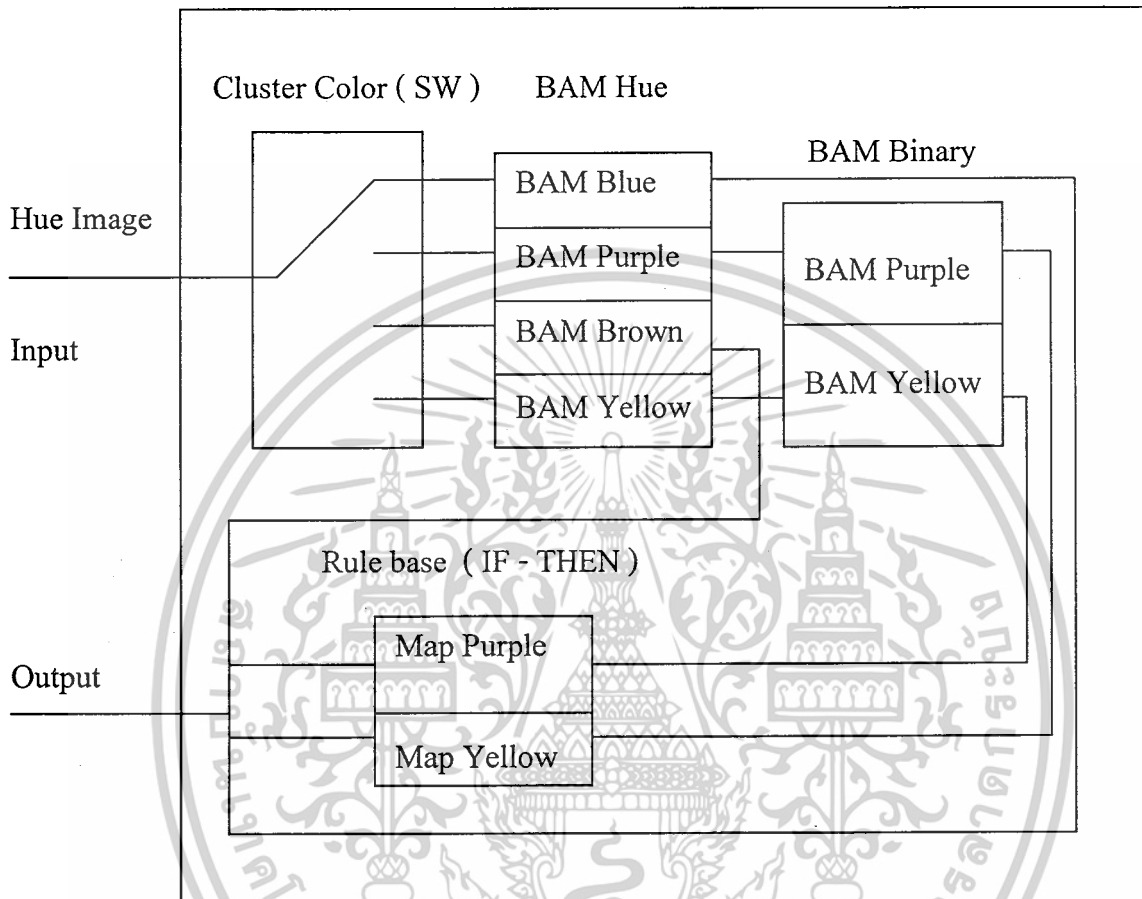 Cluster Color ( SW )
BAM Hue
BAM Binary
Hue Image
Input
BAM Blue
BAM Purple
BAM Brown
BAM Yellow
BAM Purple
BAM Yellow
Rule base ( IF - THEN )
Output
Map Purple
Map Yellow